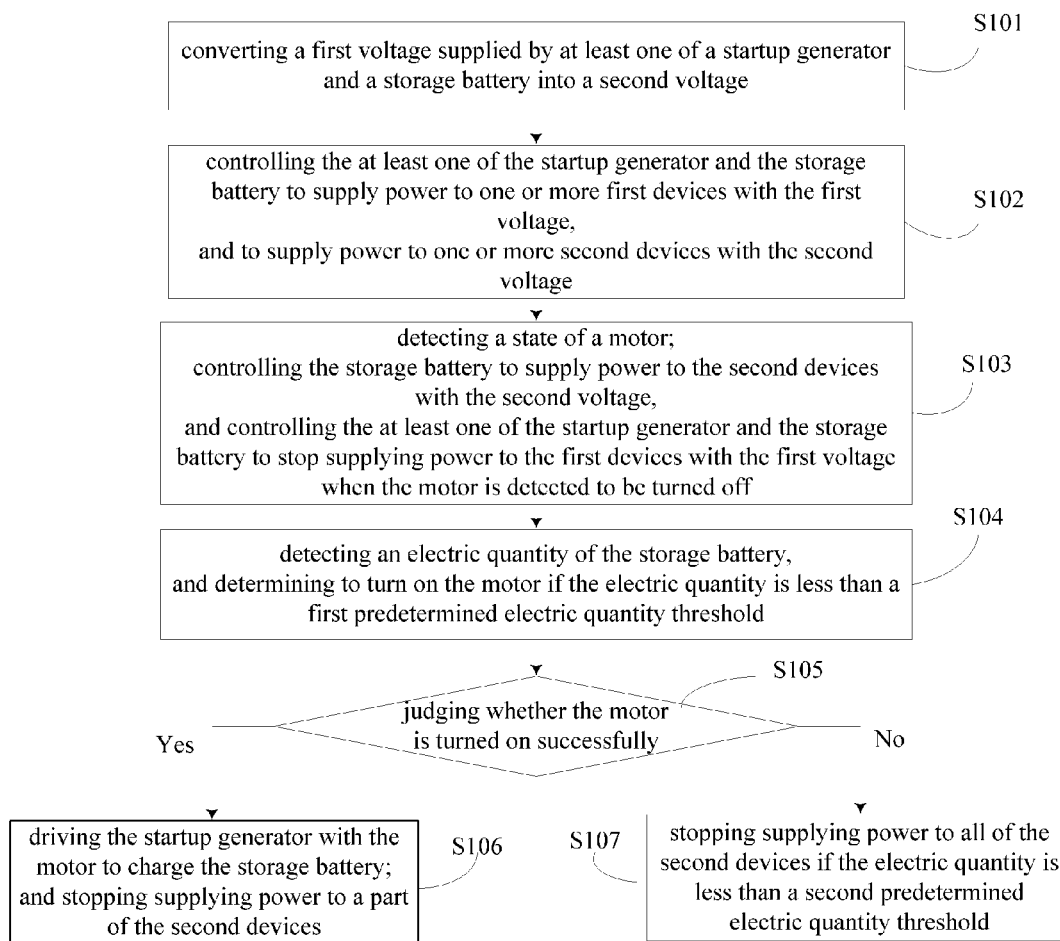 S101
converting a first voltage supplied by at least one of a startup generator
and a storage battery into a second voltage
controlling the at least one of the startup generator and the storage
battery to supply power to one or more first devices with the first
voltage,
and to supply power to one or more second devices with the second
voltage
S102
detecting a state of a motor;
controlling the storage battery to supply power to the second devices
with the second voltage,
and controlling the at least one of the startup generator and the storage
battery to stop supplying power to the first devices with the first voltage
when the motor is detected to be turned off
S103
S104
detecting an electric quantity of the storage battery,
and determining to turn on the motor if the electric quantity is less than a
first predetermined electric quantity threshold
S105
judging whether the motor
is turned on successfully
Yes
No
driving the startup generator with the
motor to charge the storage battery;
and stopping supplying power to a part
of the second devices
S106
S107
stopping supplying power to all of the
second devices if the electric quantity is
less than a second predetermined
electric quantity threshold